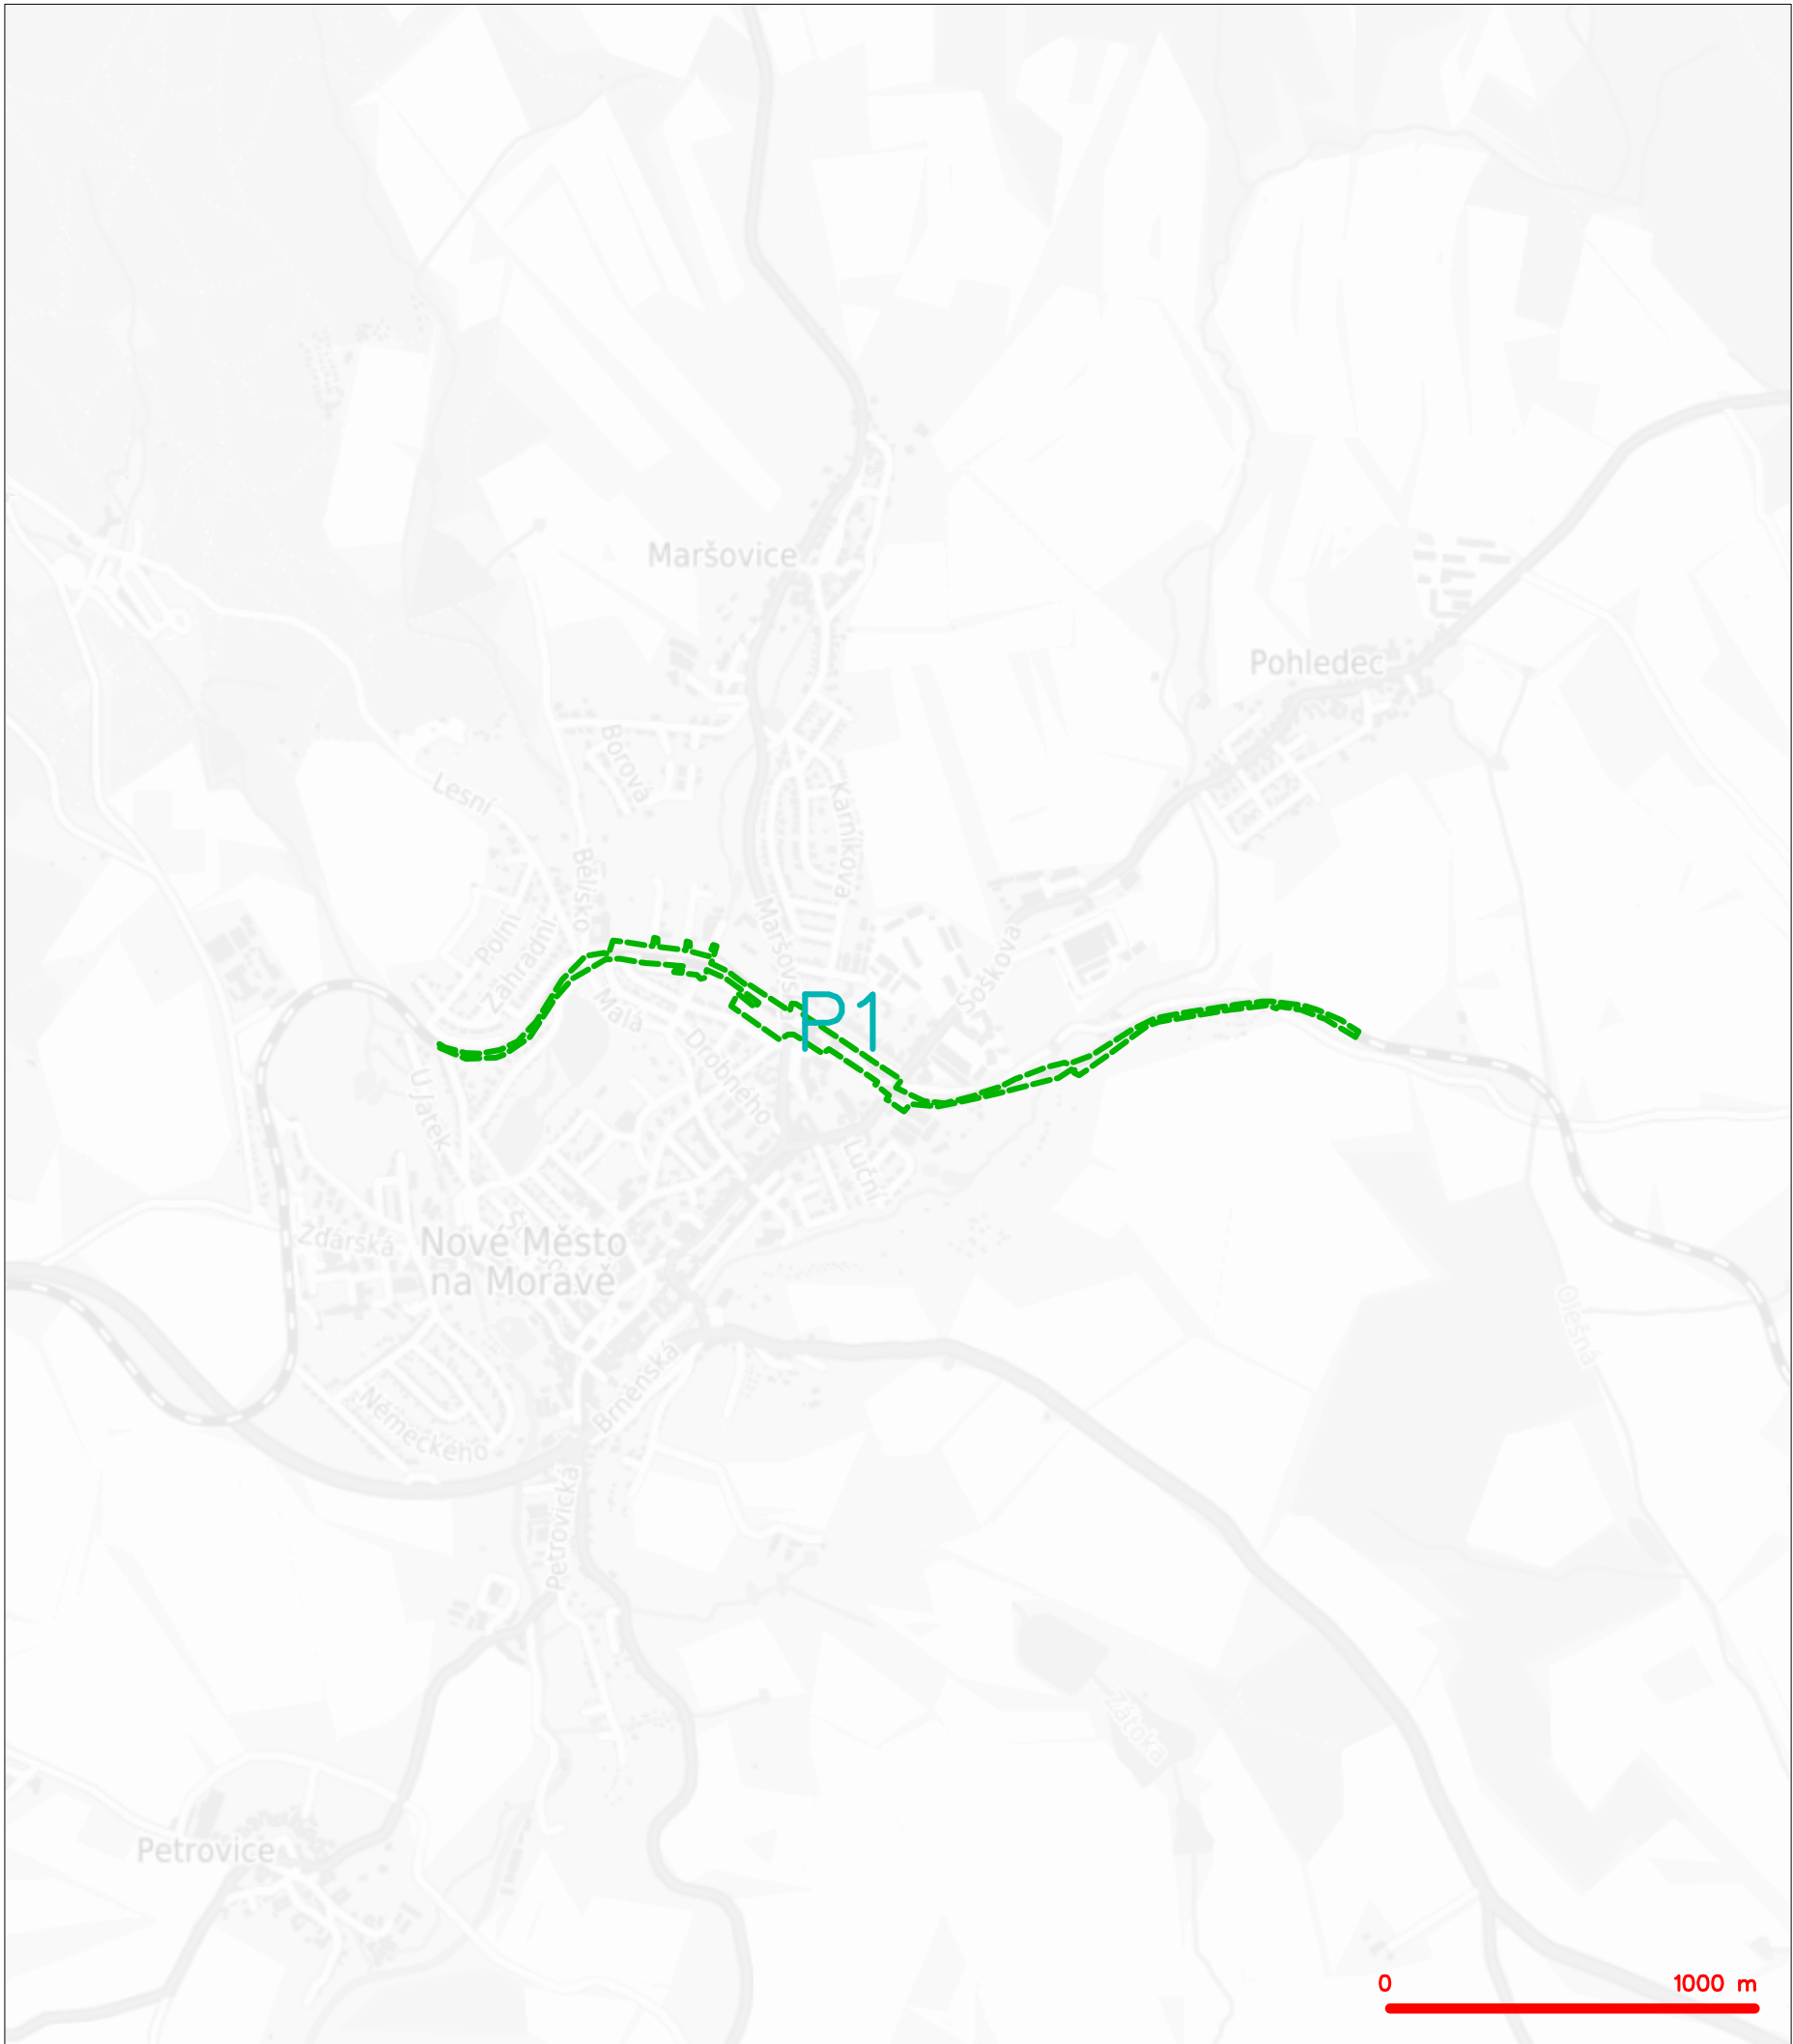 Maršovice
Pohledec
Borová
Lesní
Karníkova
Bělisko
Maršovs
Polní
Zahradní
Soškova
P1
Malá
Drobného
U Jatek
Luční
Žďárská
Nové Město
na Moravě
Olešná
Brněnská
Německého
Petrovická
Zátoka
Petrovice
0 1000 m